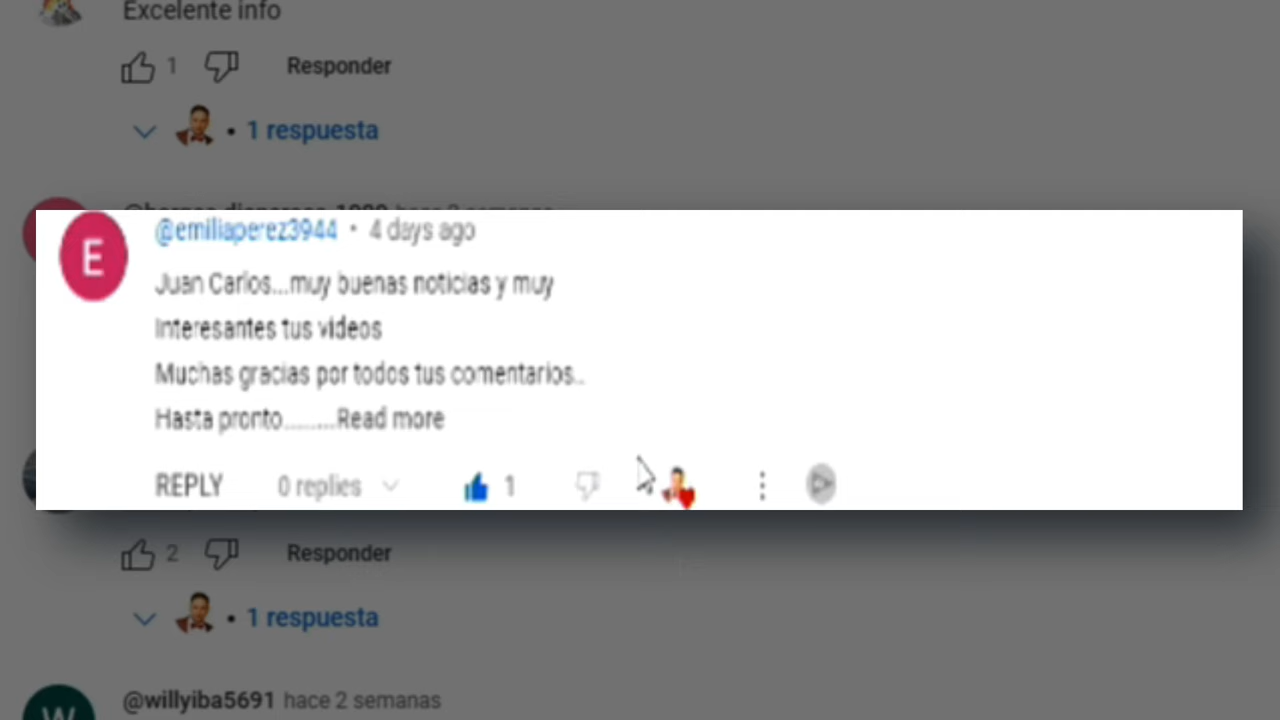 Excelente info
1
Responder
• 1 respuesta
E
@emiliaperez3944 • 4 days ago
Juan Carlos...muy buenas noticias y muy
Interesantes tus videos
Muchas gracias por todos tus comentarios..
Hasta pronto.........Read more
REPLY 0 replies 1
2
Responder
• 1 respuesta
W
@willyiba5691 hace 2 semanas